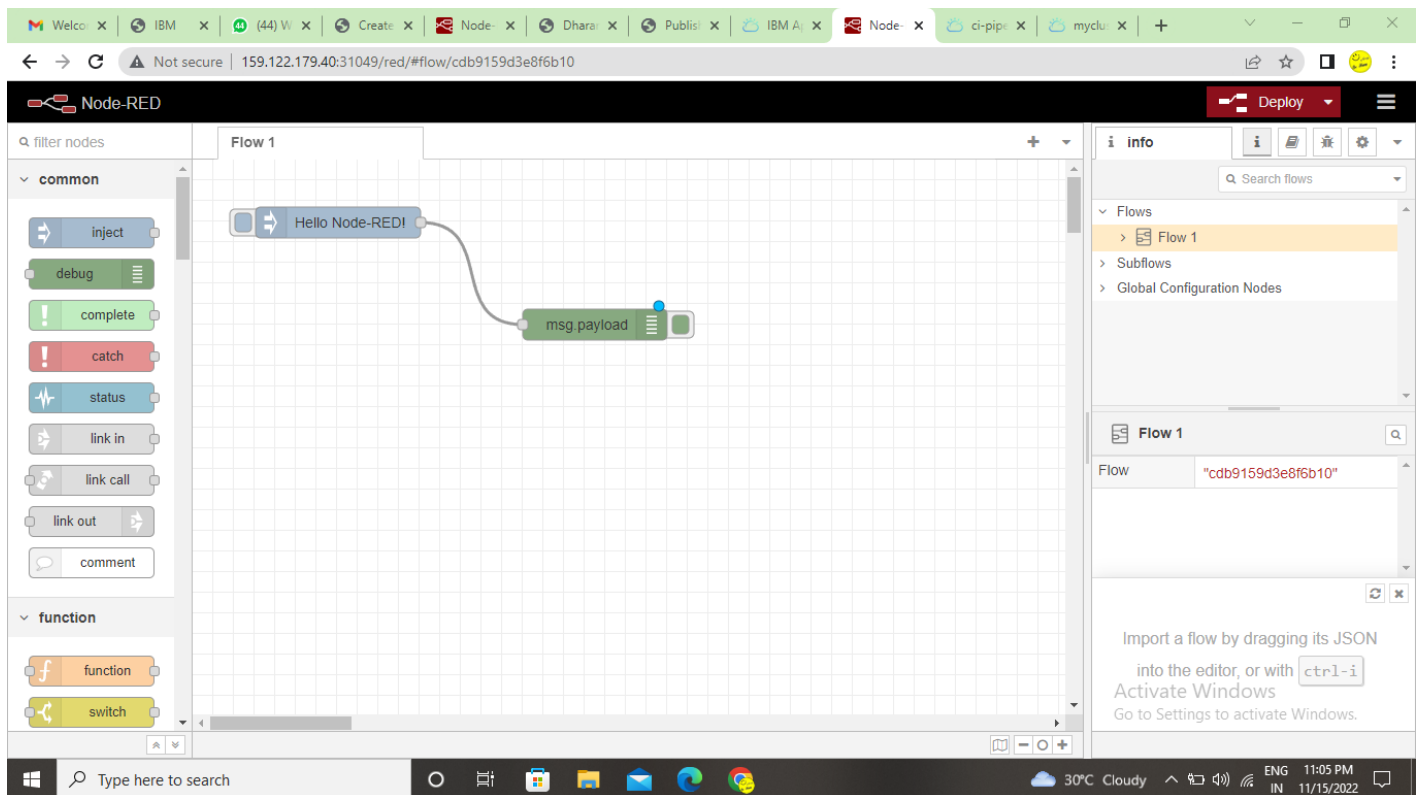 Welco
IBM
(44) W
Create
Node-
Dharan
Publis
IBM A
Node-
ci-pipe
myclu
Not secure
159.122.179.40:31049/red/#flow/cdb9159d3e8f6b10
Node-RED
Deploy
filter nodes
Flow 1
i info
i
Search flows
common
inject
debug
complete
catch
status
link in
link call
link out
comment
function
function
switch
Hello Node-RED!
msg.payload
Flows
Flow 1
Subflows
Global Configuration Nodes
Flow 1
Flow
"cdb9159d3e8f6b10"
Import a flow by dragging its JSON
into the editor, or with ctrl-i
Activate Windows
Go to Settings to activate Windows.
Type here to search
30°C Cloudy
ENG
IN
11:05 PM
11/15/2022